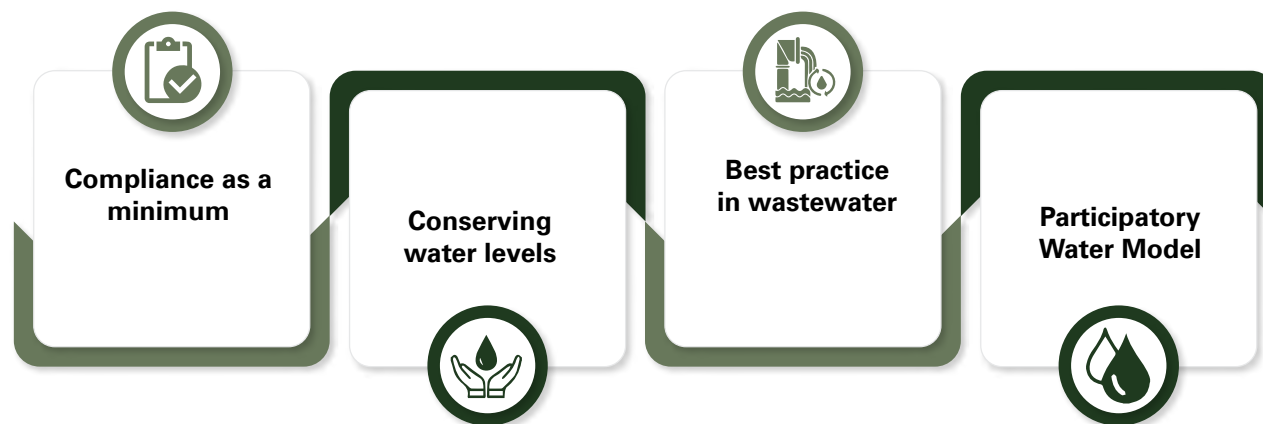 Compliance as a
minimum
Conserving
water levels
Best practice
in wastewater
Participatory
Water Model